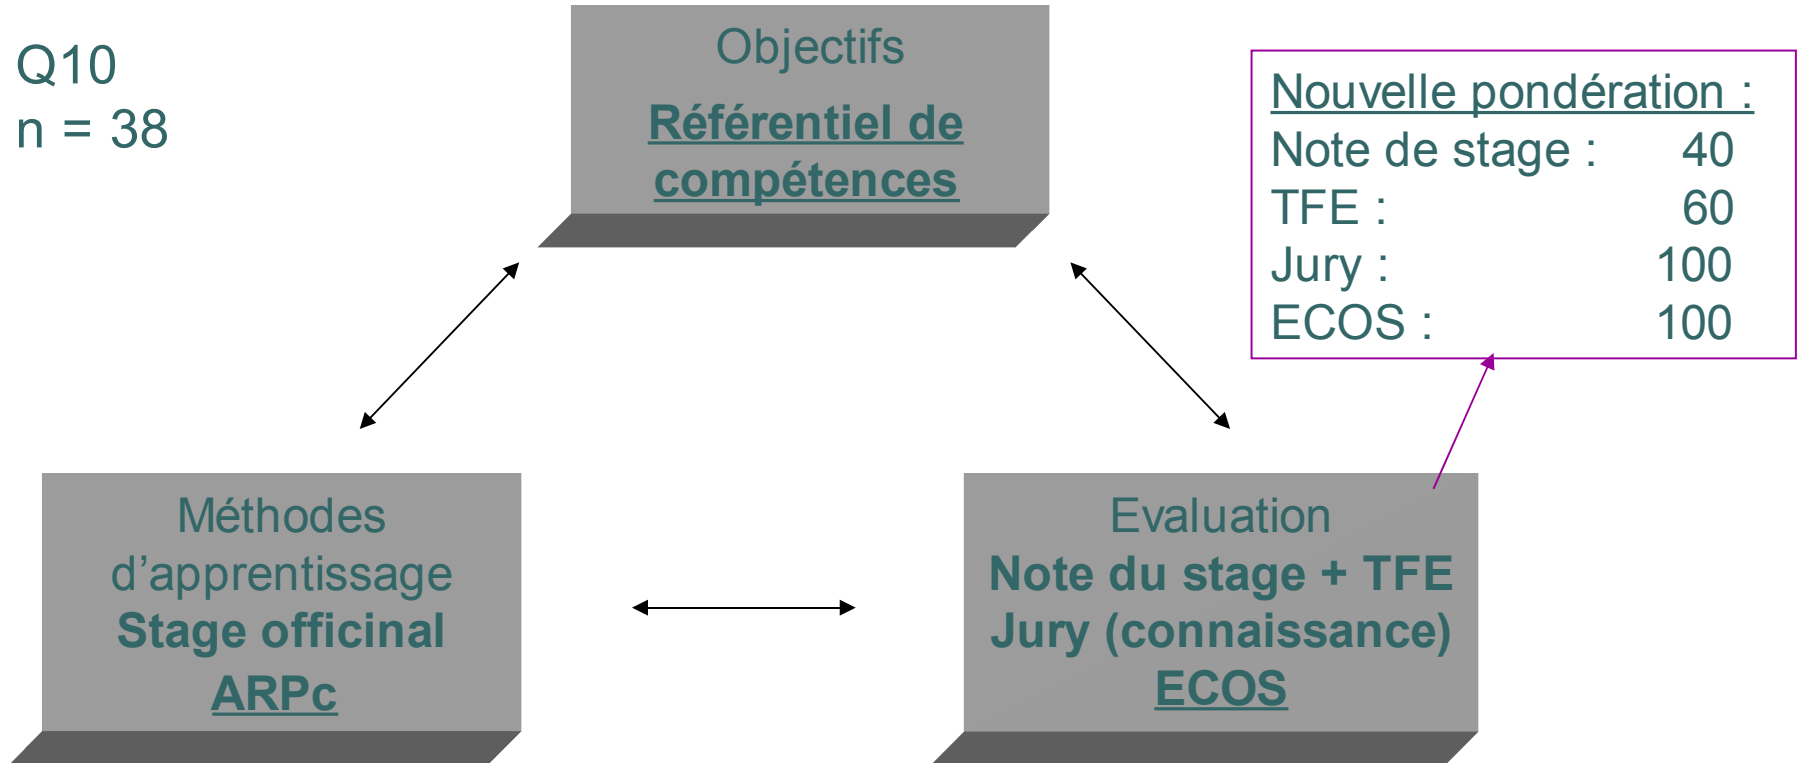 Q10
n = 38
Objectifs
Référentiel de
compétences
Nouvelle pondération :
Note de stage : 40
TFE : 60
Jury : 100
ECOS : 100
Méthodes
d’apprentissage
Stage officinal
ARPc
Evaluation
Note du stage + TFE
Jury (connaissance)
ECOS